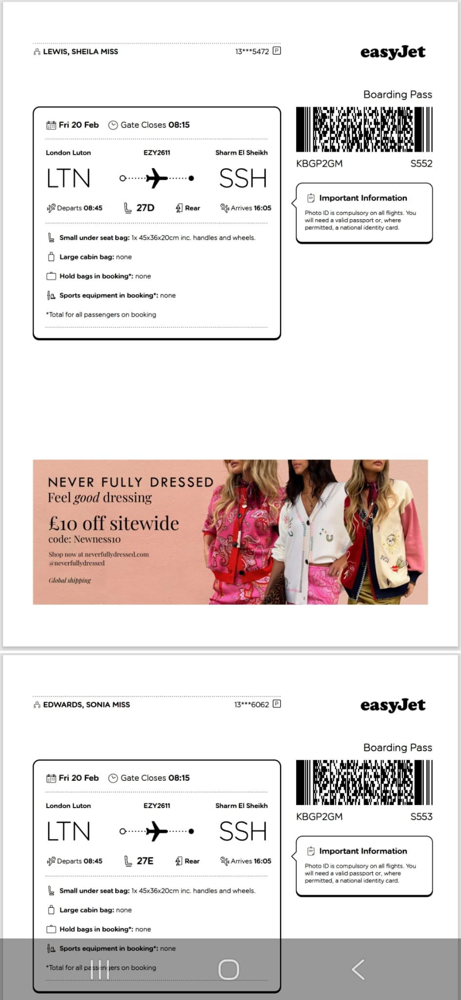 LEWIS, SHEILA MISS 13***5472 P
easyJet
Boarding Pass
Fri 20 Feb Gate Closes 08:15
London Luton EZY2611 Sharm El Sheikh
LTN SSH
Departs 08:45 27D Rear Arrives 16:05
Small under seat bag: 1x 45x36x20cm inc. handles and wheels.
Large cabin bag: none
Hold bags in booking*: none
Sports equipment in booking*: none
*Total for all passengers on booking
KBGP2GM S552
Important Information
Photo ID is compulsory on all flights. You
will need a valid passport or, where
permitted, a national identity card.
NEVER FULLY DRESSED
Feel good dressing
£10 off sitewide
code: Newness10
Shop now at neverfullydressed.com
@neverfullydressed
Global shipping
LOVE
EDWARDS, SONIA MISS 13***6062 P
easyJet
Boarding Pass
Fri 20 Feb Gate Closes 08:15
London Luton EZY2611 Sharm El Sheikh
LTN SSH
Departs 08:45 27E Rear Arrives 16:05
Small under seat bag: 1x 45x36x20cm inc. handles and wheels.
Large cabin bag: none
Hold bags in booking*: none
Sports equipment in booking*: none
*Total for all passengers on booking
KBGP2GM S553
Important Information
Photo ID is compulsory on all flights. You
will need a valid passport or, where
permitted, a national identity card.